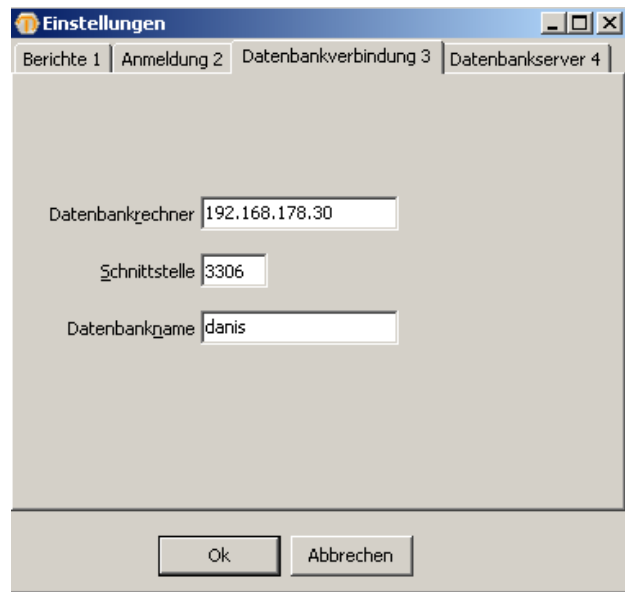 Einstellungen
Berichte 1 Anmeldung 2 Datenbankverbindung 3 Datenbankserver 4
Datenbankrechner 192.168.178.30
Schnittstelle 3306
Datenbankname danis
Ok Abbrechen